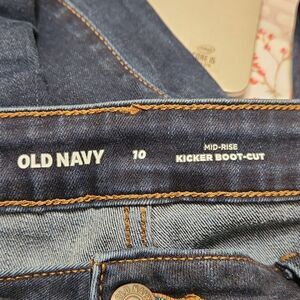 OLD NAVY
10
MID-RISE
KICKER BOOT-CUT